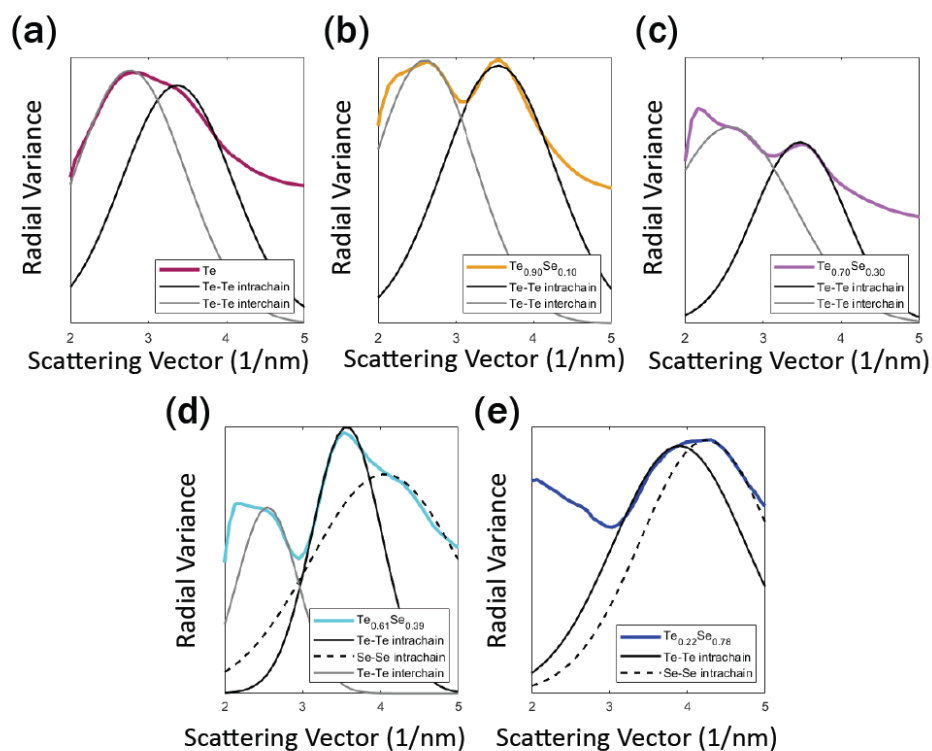 (a)
Radial Variance
Te
Te-Te intrachain
Te-Te interchain
2 3 4 5
Scattering Vector (1/nm)
(b)
Radial Variance
Te0.90Se0.10
Te-Te intrachain
Te-Te interchain
2 3 4 5
Scattering Vector (1/nm)
(c)
Radial Variance
Te0.70Se0.30
Te-Te intrachain
Te-Te interchain
2 3 4 5
Scattering Vector (1/nm)
(d)
Radial Variance
Te0.61Se0.39
Te-Te intrachain
Se-Se intrachain
Te-Te interchain
2 3 4 5
Scattering Vector (1/nm)
(e)
Radial Variance
Te0.22Se0.78
Te-Te intrachain
Se-Se intrachain
2 3 4 5
Scattering Vector (1/nm)